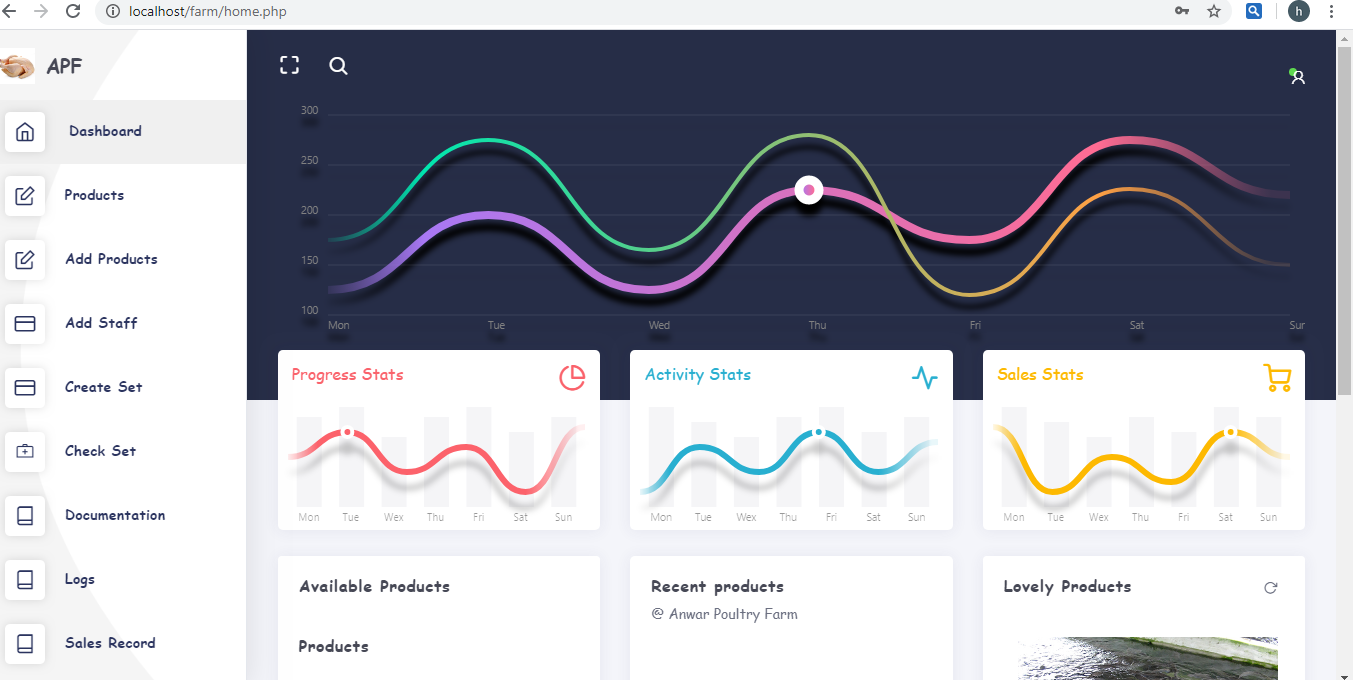 localhost/farm/home.php
h
APF
Dashboard
Products
Add Products
Add Staff
Create Set
Check Set
Documentation
Logs
Sales Record
300
250
200
150
100
Mon Tue Wed Thu Fri Sat Sun
Progress Stats
Mon Tue Wex Thu Fri Sat Sun
Activity Stats
Mon Tue Wex Thu Fri Sat Sun
Sales Stats
Mon Tue Wex Thu Fri Sat Sun
Available Products
Products
Recent products
@ Anwar Poultry Farm
Lovely Products